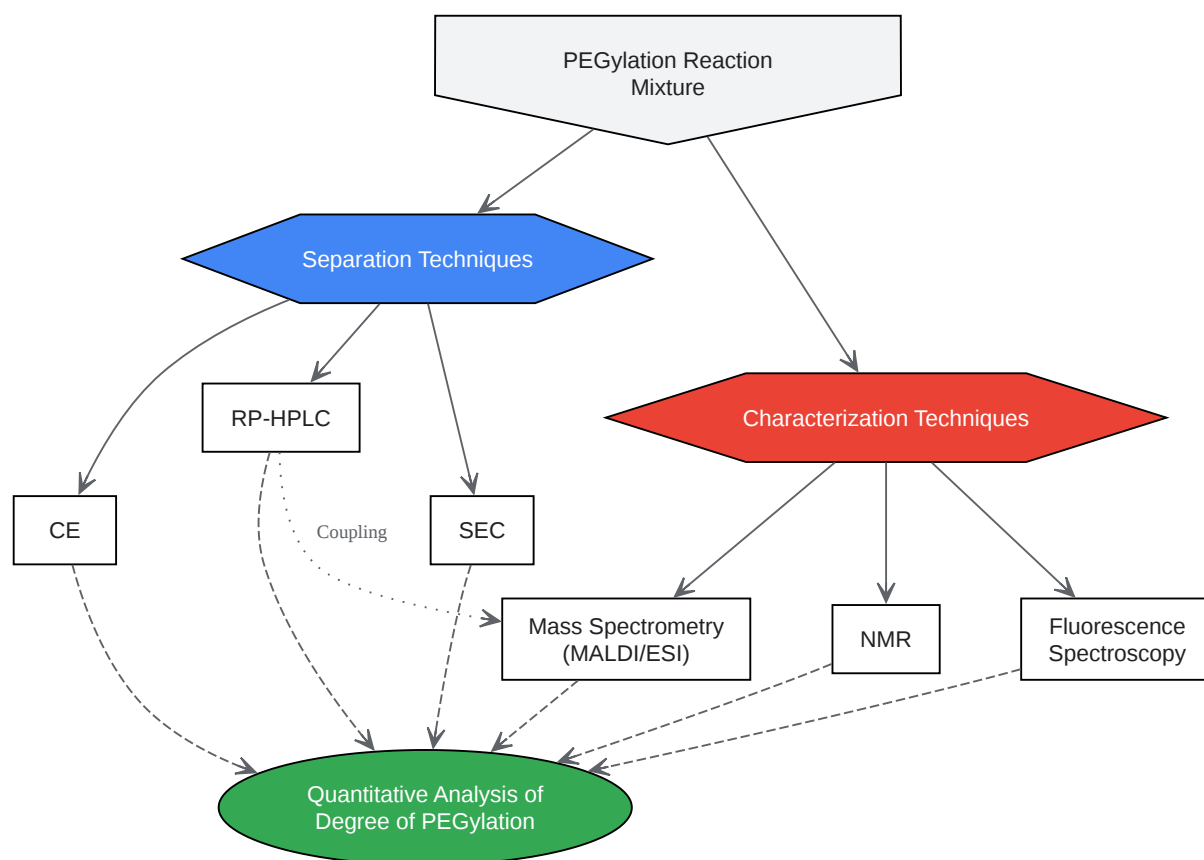 PEGylation Reaction
Mixture
Separation Techniques
RP-HPLC
Characterization Techniques
CE
Coupling
SEC
Mass Spectrometry
(MALDI/ESI)
NMR
Fluorescence
Spectroscopy
Quantitative Analysis of
Degree of PEGylation